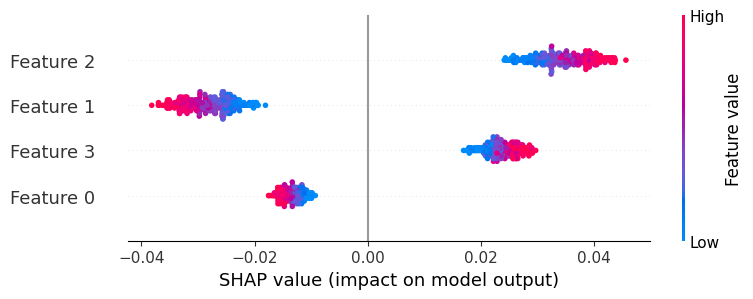 High
Feature 2
Feature 1
Feature 3
Feature 0
Feature value
Low
−0.04 −0.02 0.00 0.02 0.04
SHAP value (impact on model output)